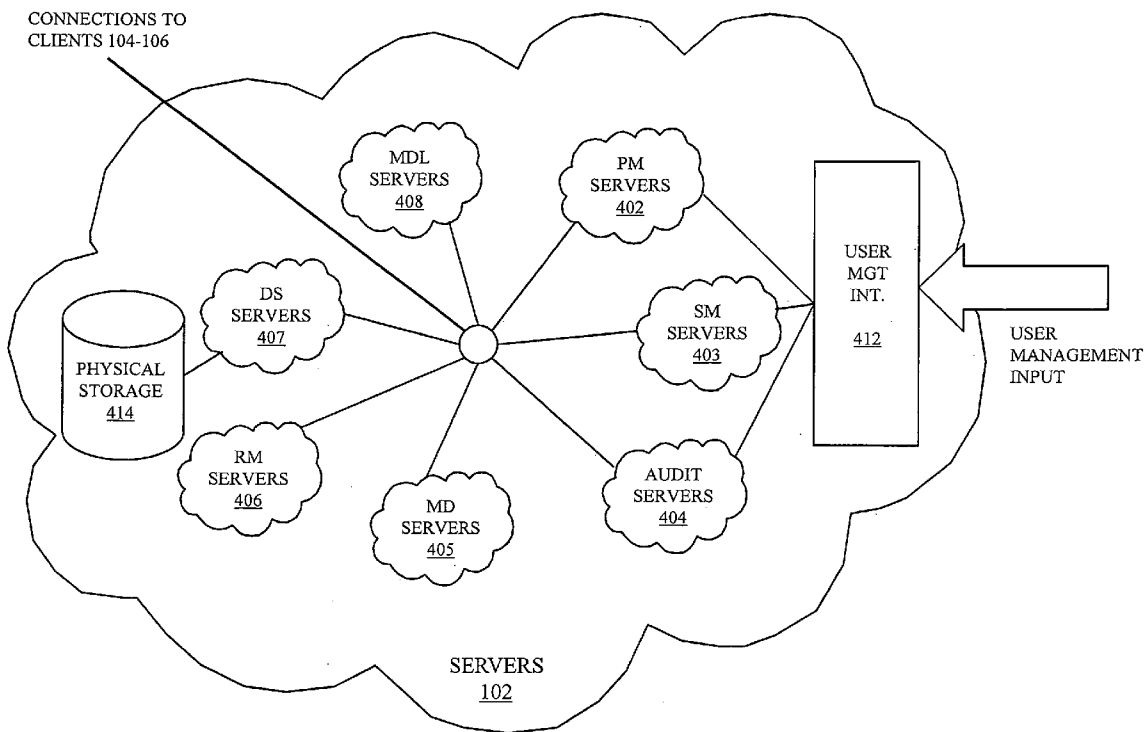 CONNECTIONS TO
CLIENTS 104-106
MDL
SERVERS
408
PM
SERVERS
402
DS
SERVERS
407
SM
SERVERS
403
USER
MGT
INT.
412
USER
MANAGEMENT
INPUT
PHYSICAL
STORAGE
414
RM
SERVERS
406
MD
SERVERS
405
AUDIT
SERVERS
404
SERVERS
102